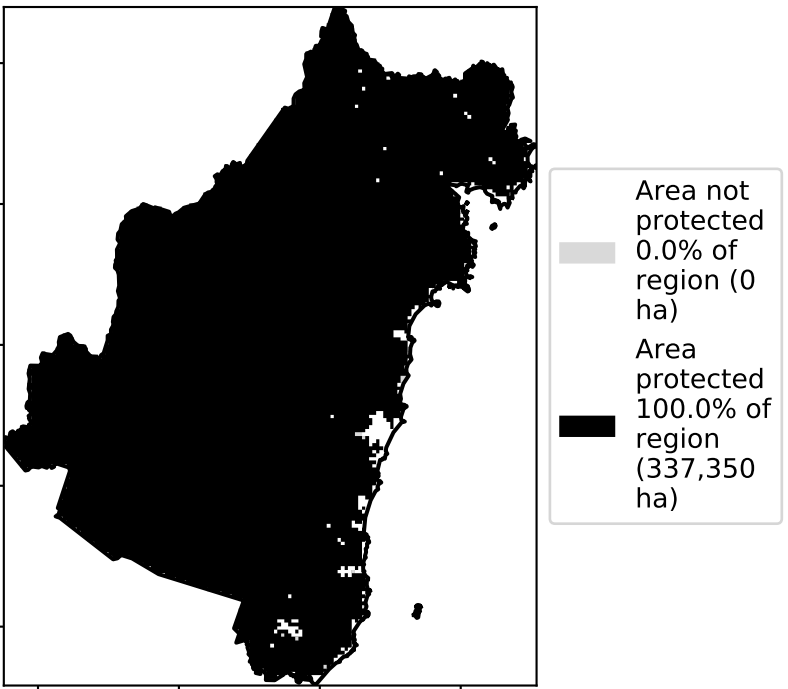 Area not
protected
0.0% of
region (0
ha)
Area
protected
100.0% of
region
(337,350
ha)